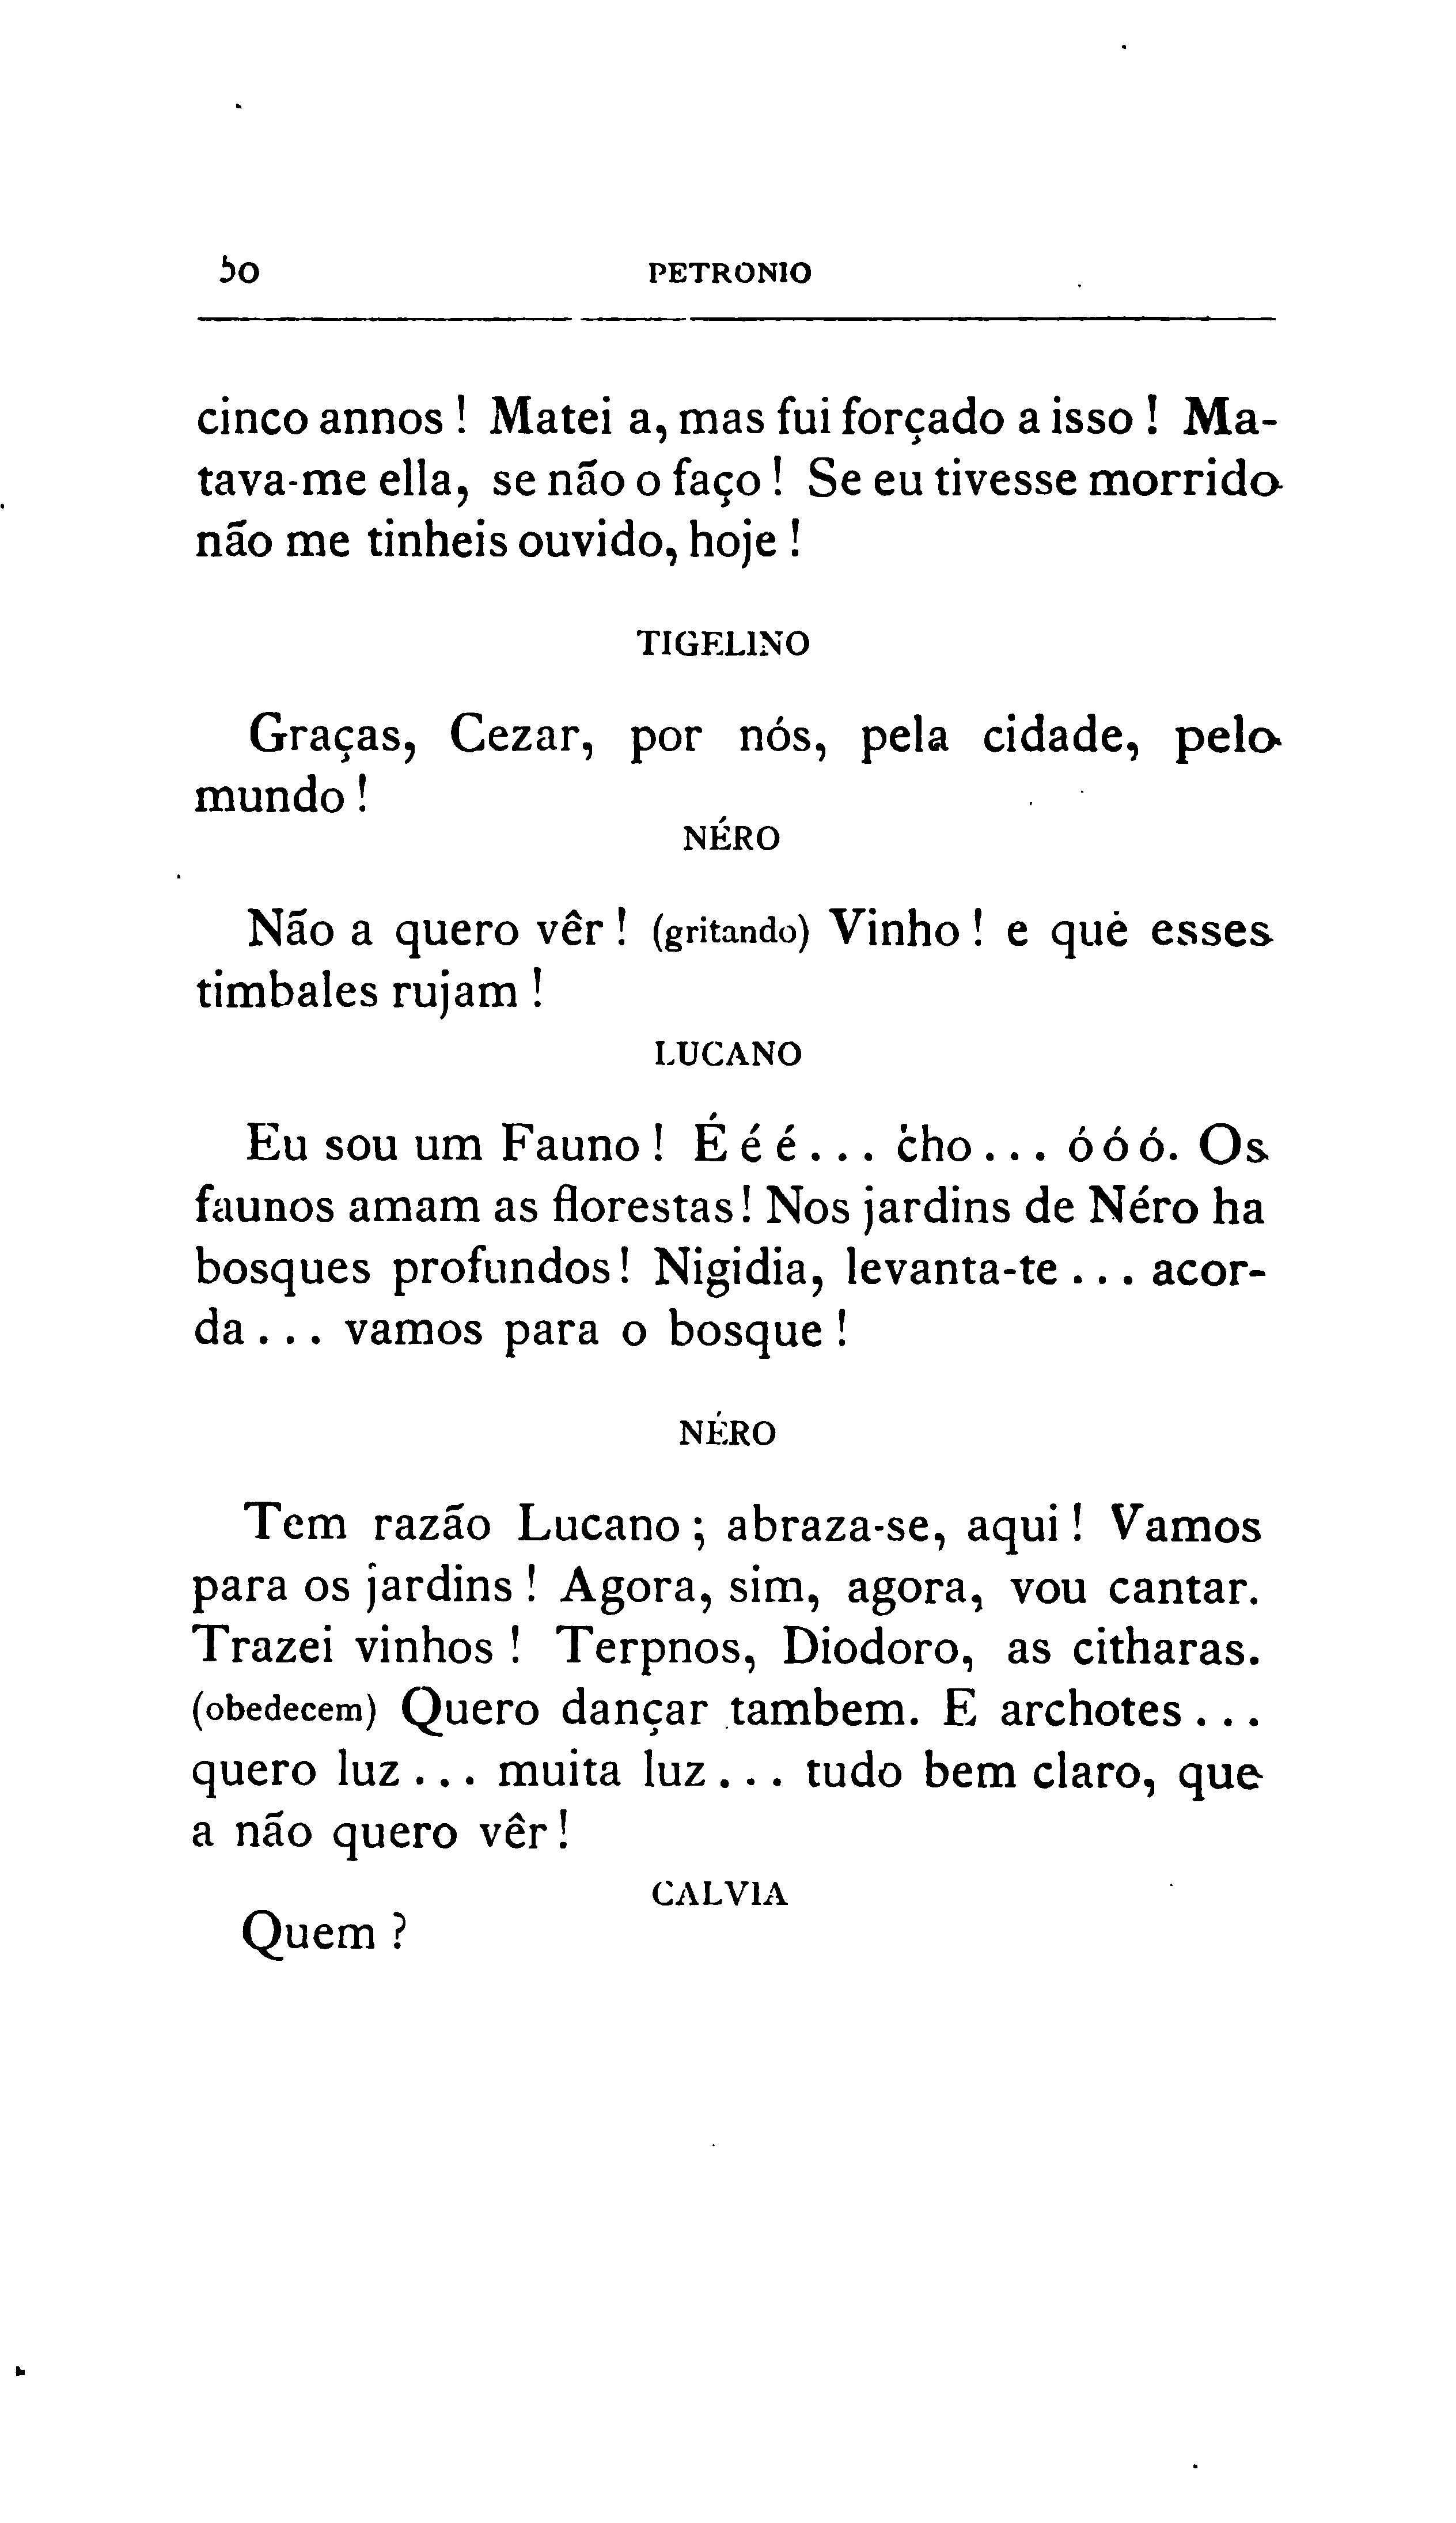 50 PETRONIO
cinco annos ! Matei a, mas fui forçado a isso ! Ma-
tava-me ella, se não o faço ! Se eu tivesse morrido
não me tinheis ouvido, hoje !
TIGELINO
Graças, Cezar, por nós, pela cidade, pelo
mundo !
NÉRO
Não a quero vêr ! (gritando) Vinho ! e que esses
timbales rujam !
LUCANO
Eu sou um Fauno ! É é é . . . ċho . . . ó ó ó. Os
faunos amam as florestas ! Nos jardins de Néro ha
bosques profundos ! Nigidia, levanta-te . . . acor-
da . . . vamos para o bosque !
NÉRO
Tem razão Lucano ; abraza-se, aqui ! Vamos
para os jardins ! Agora, sim, agora, vou cantar.
Trazei vinhos ! Terpnos, Diodoro, as citharas.
(obedecem) Quero dançar tambem. E archotes . . .
quero luz . . . muita luz . . . tudo bem claro, que
a não quero vêr !
CALVIA
Quem ?